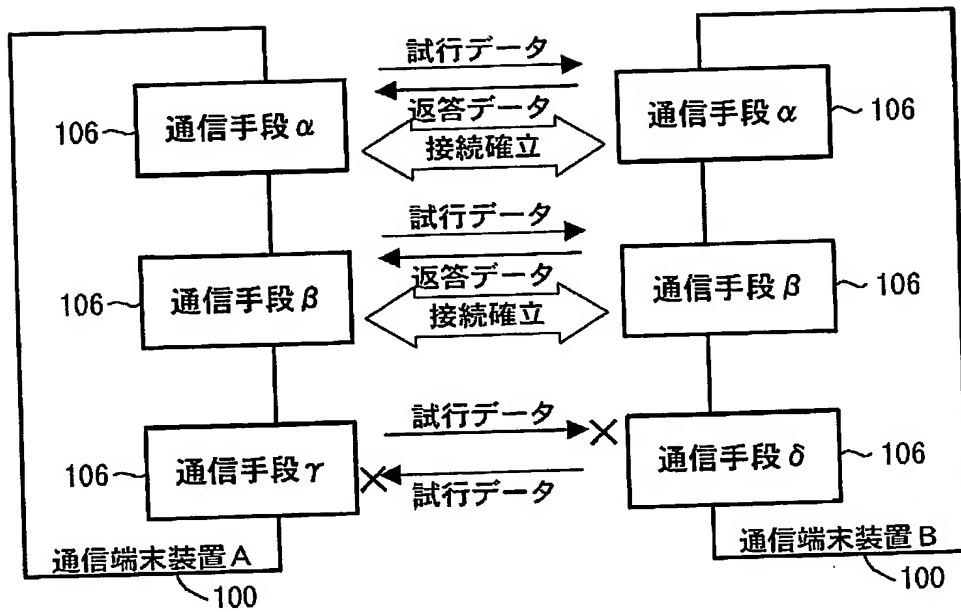 試行データ
106
通信手段α
返答データ
通信手段α
106
接続確立
試行データ
106
通信手段β
返答データ
通信手段β
106
接続確立
試行データ
106
通信手段γ
試行データ
通信手段δ
106
通信端末装置A
100
通信端末装置B
100